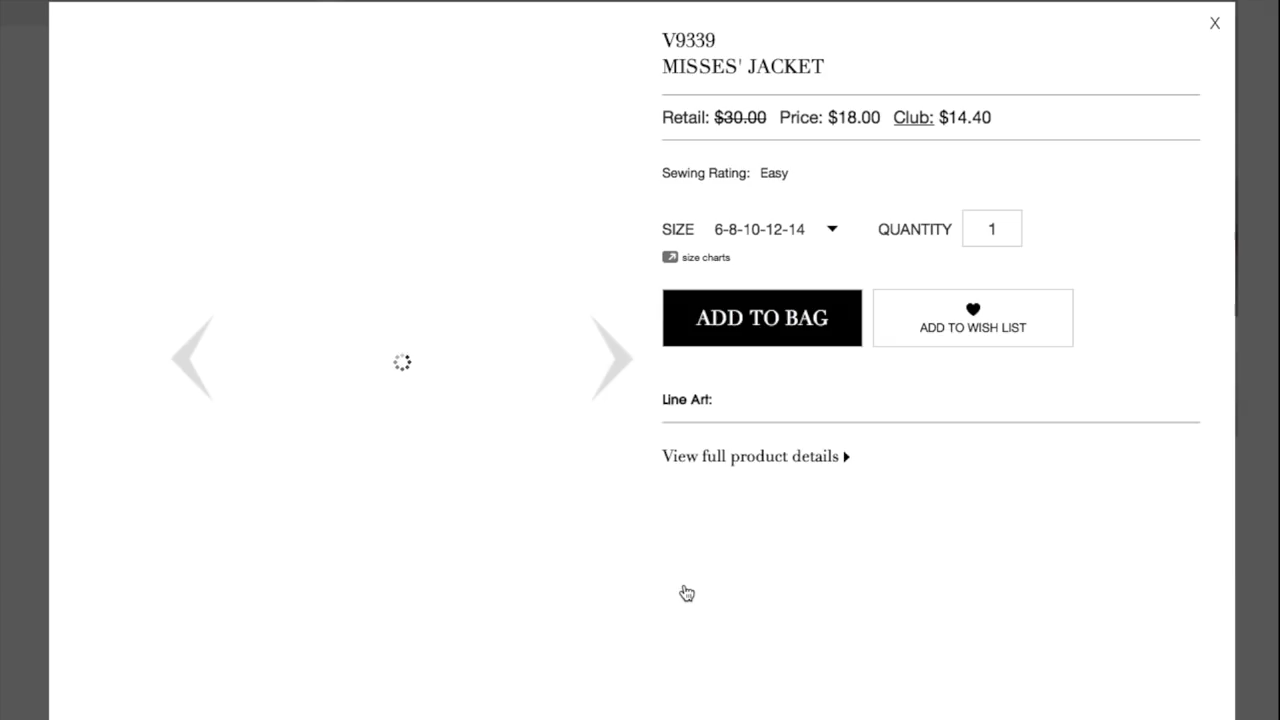 X
V9339
MISSES' JACKET
Retail: $30.00 Price: $18.00 Club: $14.40
Sewing Rating: Easy
SIZE 6-8-10-12-14 QUANTITY 1
size charts
ADD TO BAG
ADD TO WISH LIST
Line Art:
View full product details